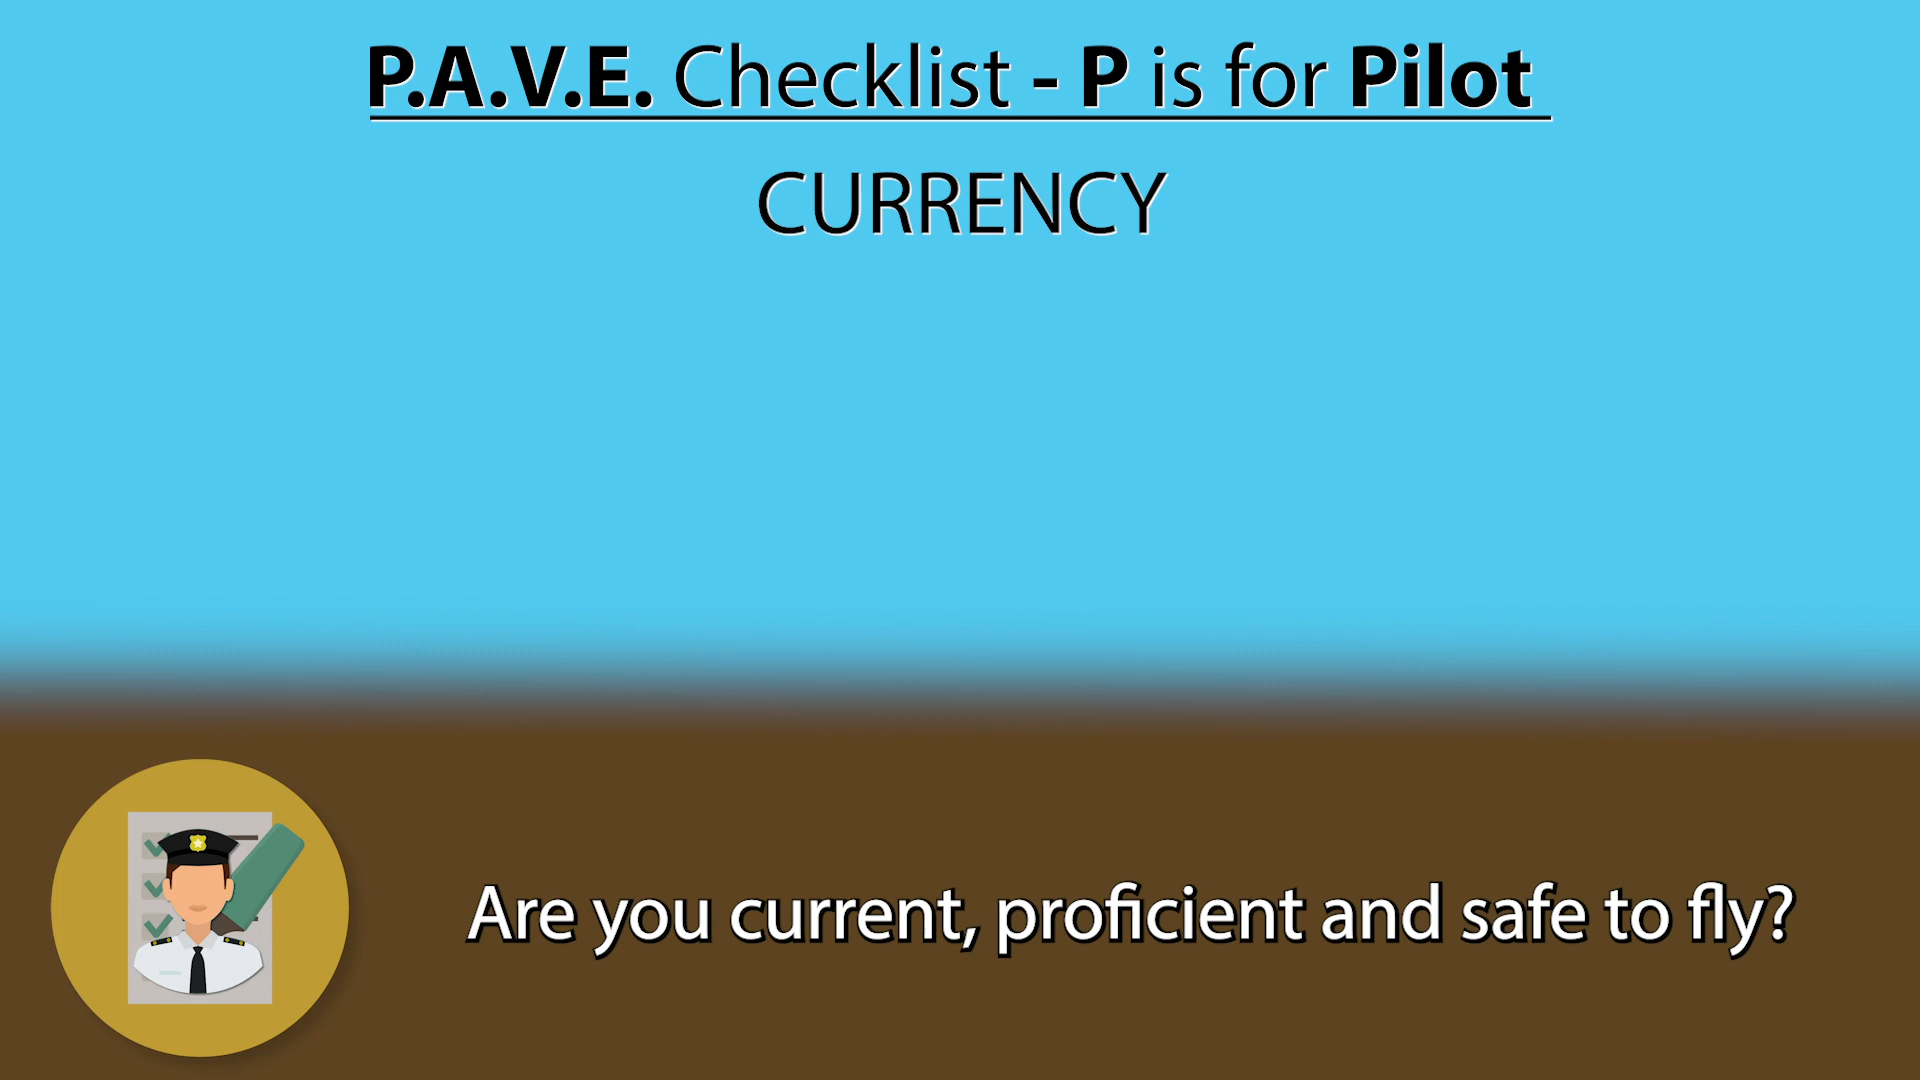 P.A.V.E. Checklist - P is for Pilot
CURRENCY
Are you current, proficient and safe to fly?